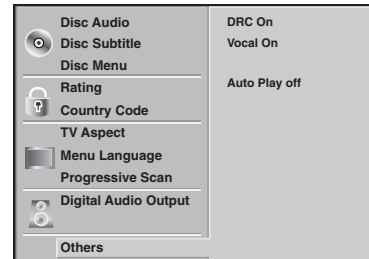 Disc Audio
Disc Subtitle
Disc Menu
Rating
Country Code
TV Aspect
Menu Language
Progressive Scan
Digital Audio Output
Others
DRC On
Vocal On
Auto Play off